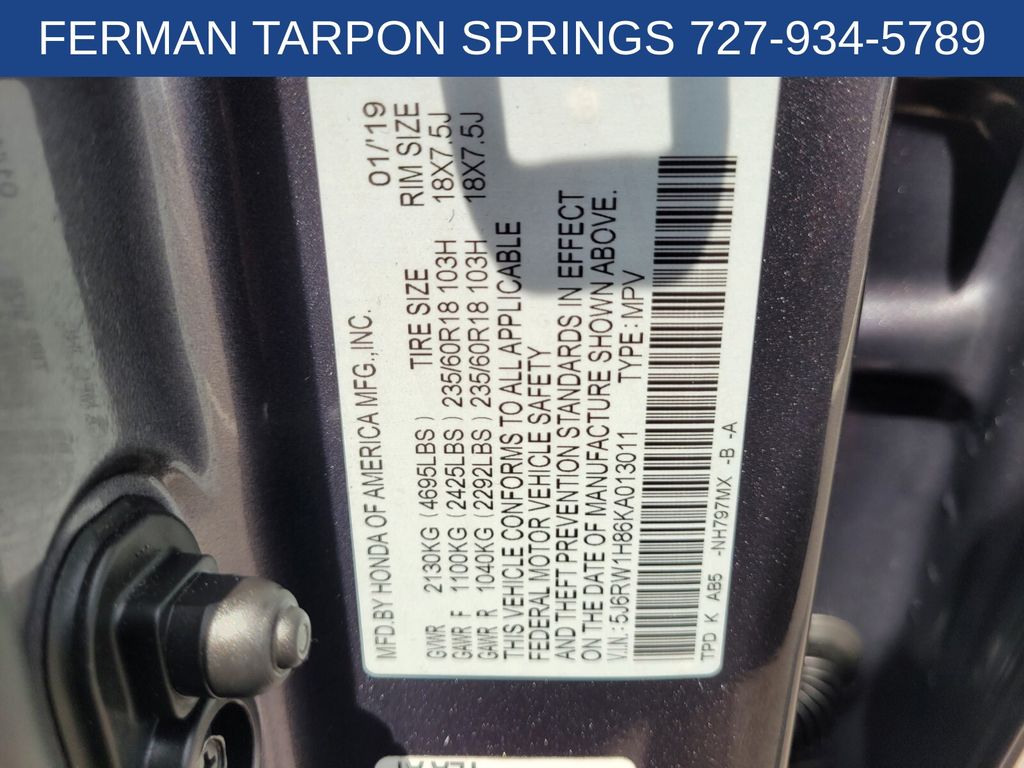 FERMAN TARPON SPRINGS 727-934-5789
MFD.BY HONDA OF AMERICA MFG.,INC. 01/'19
TIRE SIZE RIM SIZE
GVWR 2130KG (4695LBS) 235/60R18 103H 18X7.5J
GAWR F 1100KG (2425LBS) 235/60R18 103H 18X7.5J
GAWR R 1040KG (2292LBS)
THIS VEHICLE CONFORMS TO ALL APPLICABLE
FEDERAL MOTOR VEHICLE SAFETY
AND THEFT PREVENTION STANDARDS IN EFFECT
ON THE DATE OF MANUFACTURE SHOWN ABOVE.
V.I.N.: 5J6RW1H86KA013011 TYPE: MPV
TPD K AB5 -NH797MX -B -A